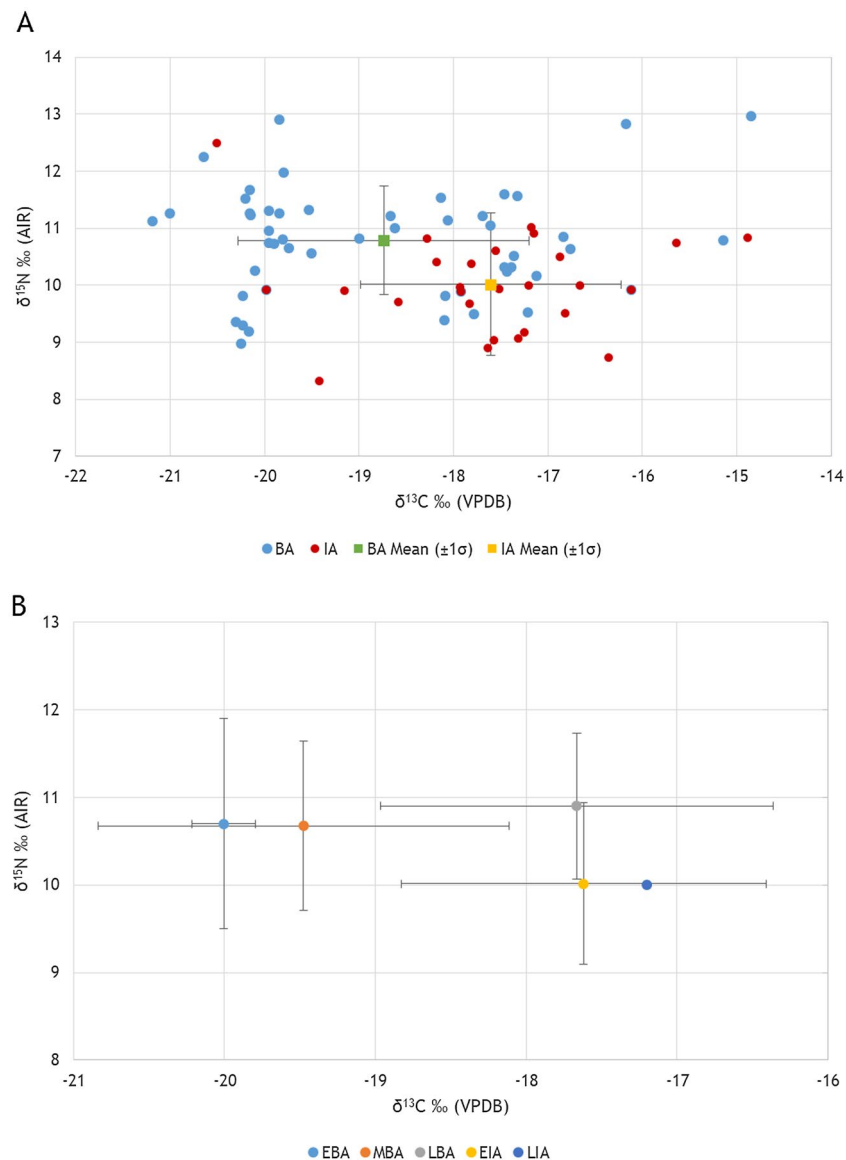 A
14
13
12
11
10
9
8
7
δ15N ‰ (AIR)
-22 -21 -20 -19 -18 -17 -16 -15 -14
δ13C ‰ (VPDB)
BA IA BA Mean (±1σ) IA Mean (±1σ)
B
13
12
11
10
9
8
δ15N ‰ (AIR)
-21 -20 -19 -18 -17 -16
δ13C ‰ (VPDB)
EBA MBA LBA EIA LIA